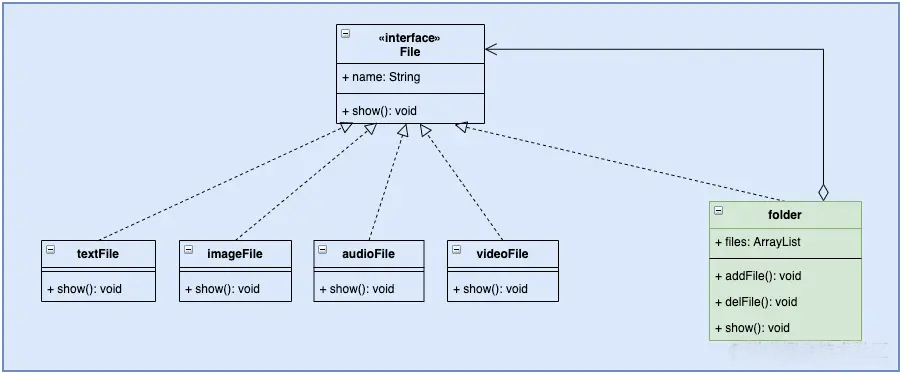 «interface»
File
+ name: String
+ show(): void
textFile
+ show(): void
imageFile
+ show(): void
audioFile
+ show(): void
videoFile
+ show(): void
folder
+ files: ArrayList
+ addFile(): void
+ delFile(): void
+ show(): void